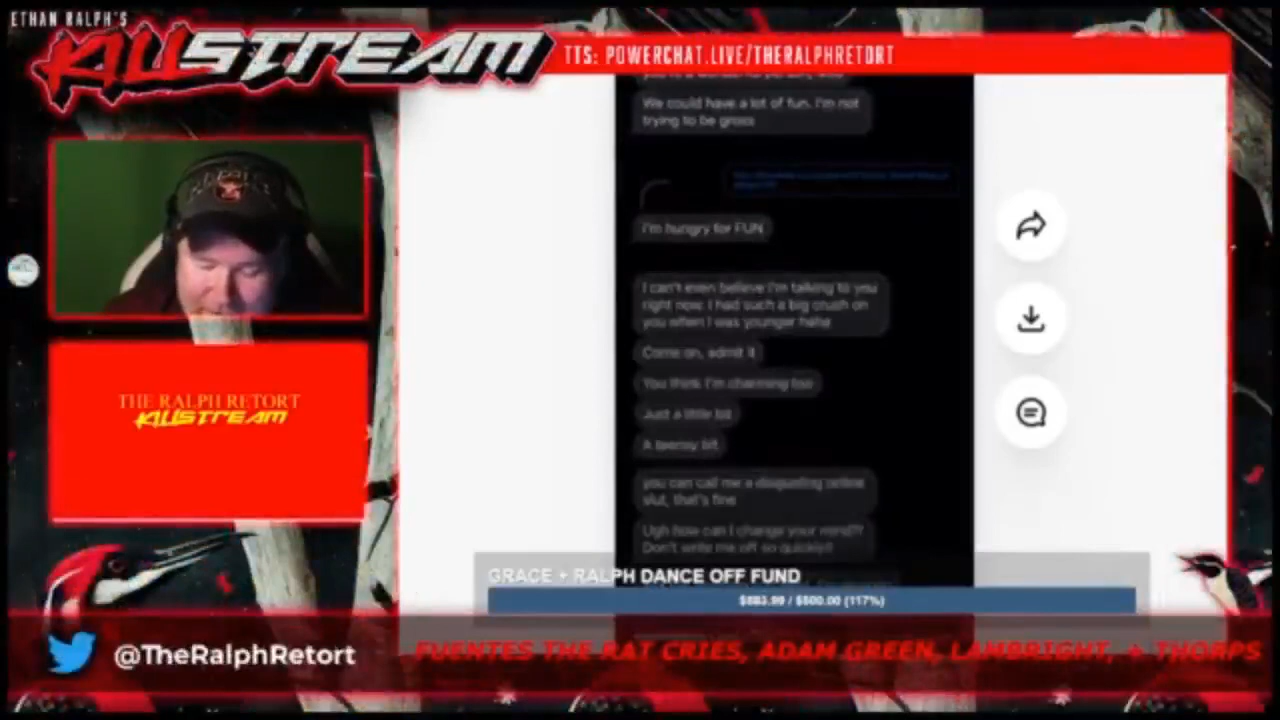 ETHAN RALPH'S
KILLSTREAM
TTS: POWERCHAT.LIVE/THERALPHRETORT
We could have a lot of fun. I'm not
trying to be gross
I'm hungry for FUN
I can't even believe I'm talking to you
right now. I had such a big crush on
you when I was younger haha
Come on, admit it
You think I'm charming too
Just a little bit
A teensy bit
you can call me a disgusting online
slut, that's fine
Ugh how can I change your mind??
Don't write me off so quickly!!
THE RALPH RETORT
KILLSTREAM
GRACE + RALPH DANCE OFF FUND
/ $500.00 (117%)
@TheRalphRetort
FUENTES THE RAT CRIES, ADAM GREEN, LAMBRIGHT, + THORPS